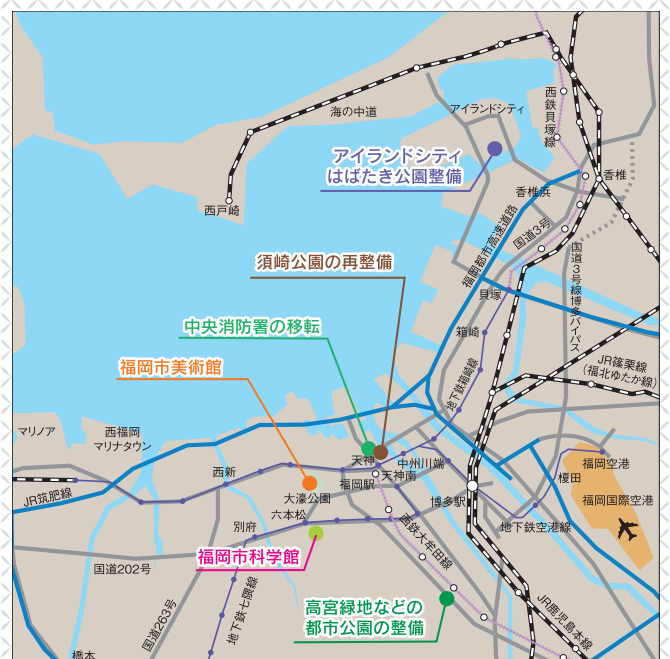 海の中道
アイランドシティ
西鉄貝塚線
アイランドシティ
はばたき公園整備
香椎
香椎浜
西戸崎
福岡都市高速道路
国道3号
国道3号線博多バイパス
須崎公園の再整備
貝塚
中央消防署の移転
箱崎
福岡市美術館
地下鉄箱崎線
JR篠栗線
(福北ゆたか線)
マリノア
西福岡
マリナタウン
天神
中州川端
天神南
西新
福岡駅
福岡空港
榎田
JR筑肥線
大濠公園
博多駅
福岡国際空港
六本松
別府
西鉄大牟田線
地下鉄空港線
福岡市科学館
国道202号
国道263号
地下鉄七隈線
高宮緑地などの
都市公園の整備
JR鹿児島本線
橋本